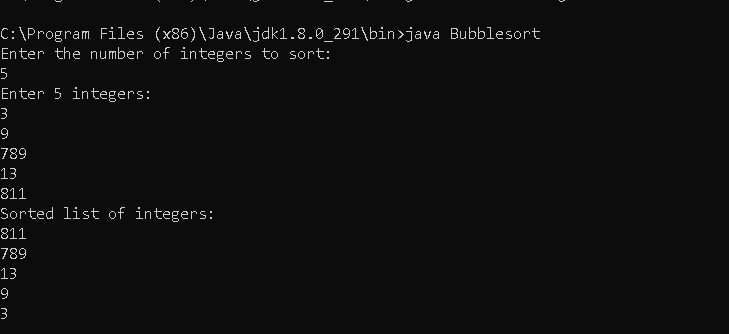 C:\Program Files (x86)\Java\jdk1.8.0_291\bin>java Bubblesort
Enter the number of integers to sort:
5
Enter 5 integers:
3
9
789
13
811
Sorted list of integers:
811
789
13
9
3